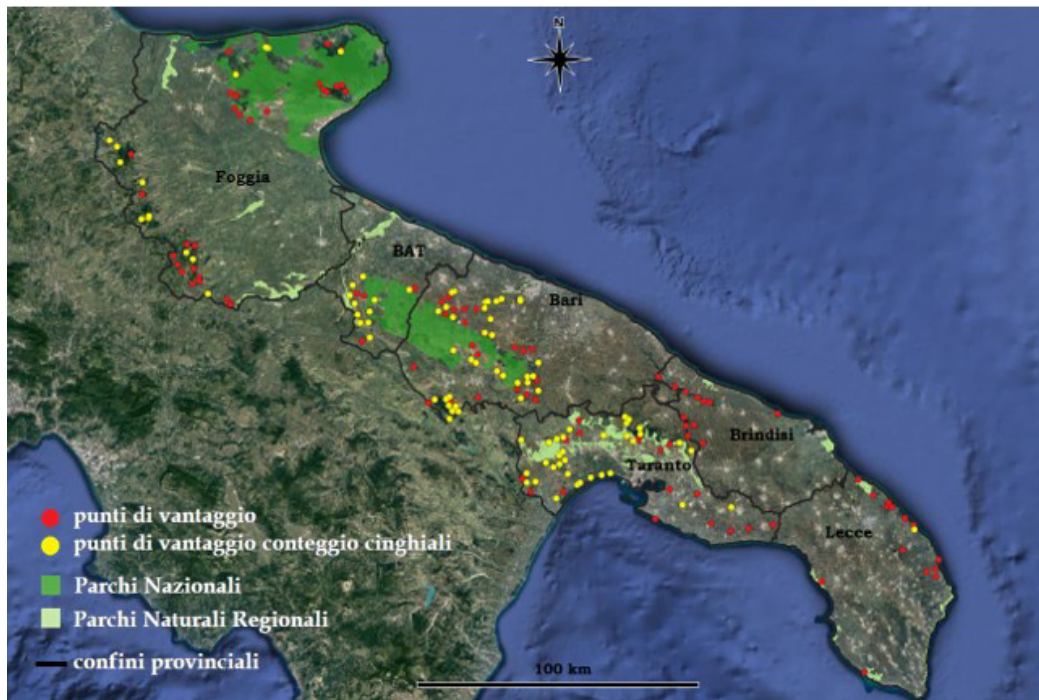 N
Foggia
BAT
Bari
Brindisi
Taranto
Lecce
punti di vantaggio
punti di vantaggio conteggio cinghiali
Parchi Nazionali
Parchi Naturali Regionali
confini provinciali
100 km